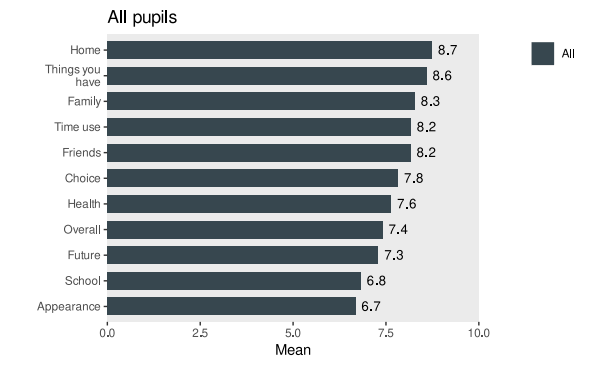 All pupils
Home 8.7
Things you
have 8.6
Family 8.3
Time use 8.2
Friends 8.2
Choice 7.8
Health 7.6
Overall 7.4
Future 7.3
School 6.8
Appearance 6.7
0.0 2.5 5.0 7.5 10.0
Mean
All